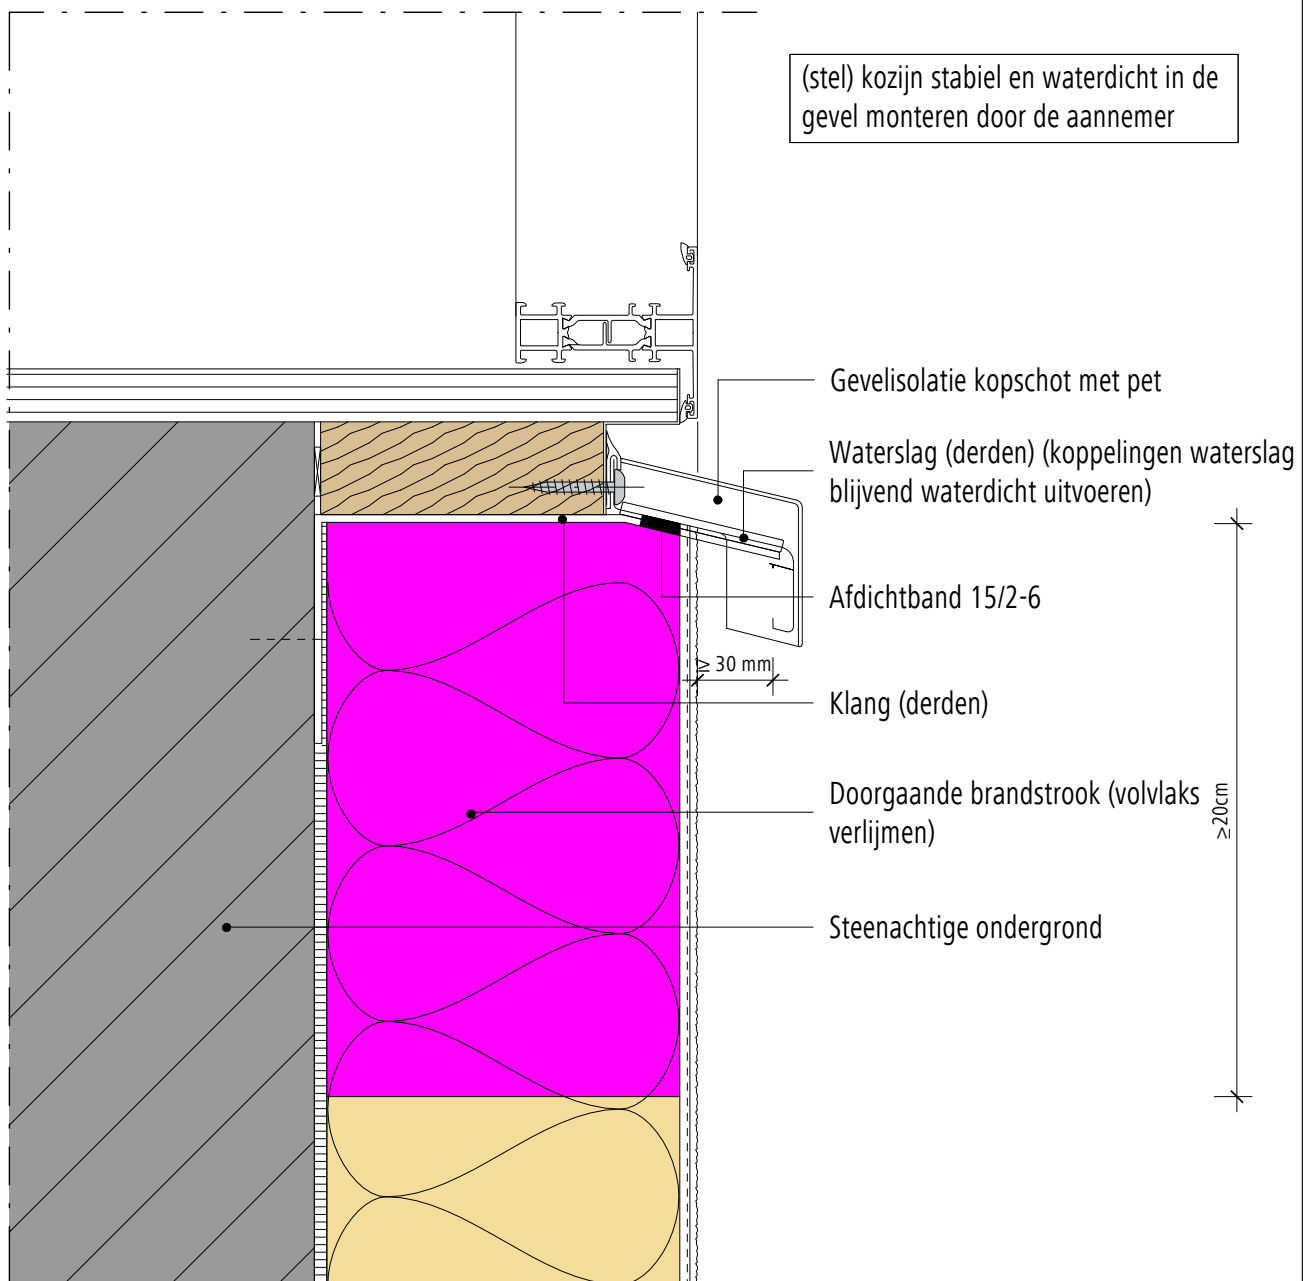 (stel) kozijn stabiel en waterdicht in de
gevel monteren door de aannemer
Gevelisolatie kopschot met pet
Waterslag (derden) (koppelingen waterslag
blijvend waterdicht uitvoeren)
Afdichtband 15/2-6
≥ 30 mm
Klang (derden)
Doorgaande brandstrook (volvlaks
verlijmen)
≥20cm
Steenachtige ondergrond